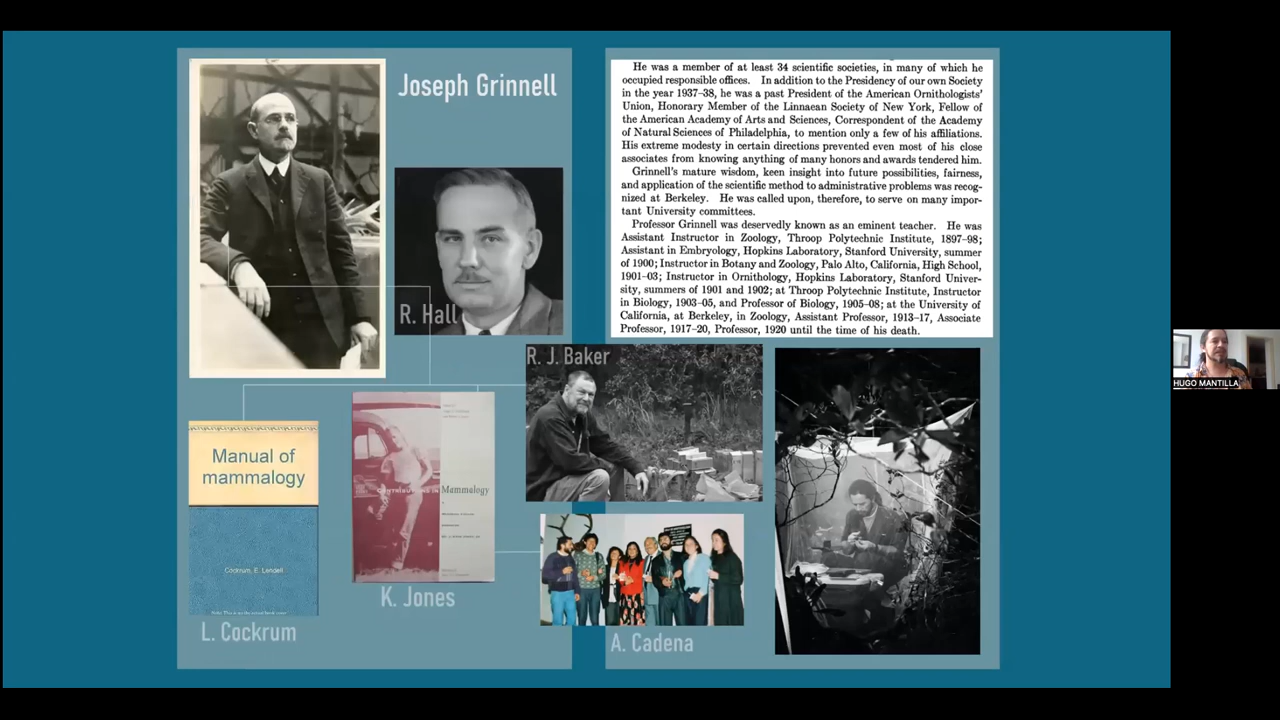 Joseph Grinnell
R. Hall
He was a member of at least 34 scientific societies, in many of which he
occupied responsible offices. In addition to the Presidency of our own Society
in the year 1937–38, he was a past President of the American Ornithologists'
Union, Honorary Member of the Linnaean Society of New York, Fellow of
the American Academy of Arts and Sciences, Correspondent of the Academy
of Natural Sciences of Philadelphia, to mention only a few of his affiliations.
His extreme modesty in certain directions prevented even most of his close
associates from knowing anything of many honors and awards tendered him.
Grinnell's mature wisdom, keen insight into future possibilities, fairness,
and application of the scientific method to administrative problems was recog-
nized at Berkeley. He was called upon, therefore, to serve on many impor-
tant University committees.
Professor Grinnell was deservedly known as an eminent teacher. He was
Assistant Instructor in Zoology, Throop Polytechnic Institute, 1897–98;
Assistant in Embryology, Hopkins Laboratory, Stanford University, summer
of 1900; Instructor in Botany and Zoology, Palo Alto, California, High School,
1901–03; Instructor in Ornithology, Hopkins Laboratory, Stanford Univer-
sity, summers of 1901 and 1902; at Throop Polytechnic Institute, Instructor
in Biology, 1903–05, and Professor of Biology, 1905–08; at the University of
California, at Berkeley, in Zoology, Assistant Professor, 1913–17, Associate
Professor, 1917–20, Professor, 1920 until the time of his death.
R. J. Baker
Manual of
mammalogy
Cockrum, E. Lendell
L. Cockrum
Mammalogy
K. Jones
A. Cadena
HUGO MANTILLA